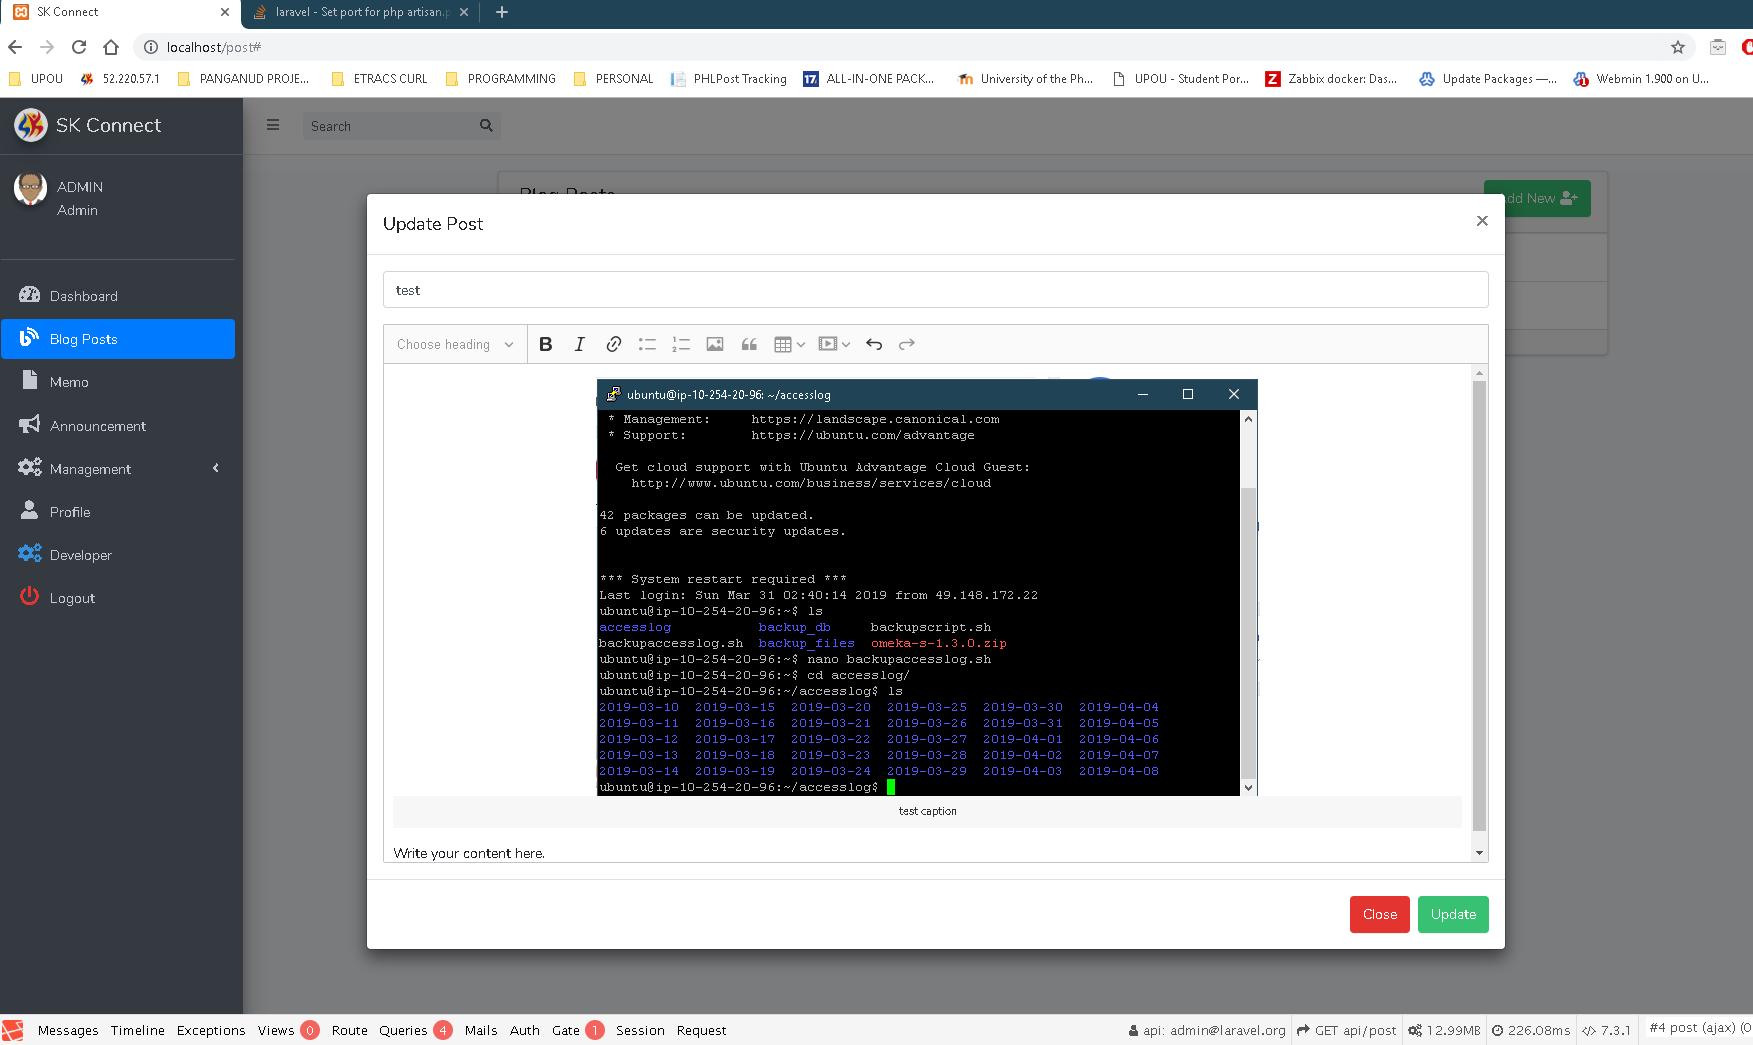 SK Connect
laravel - Set port for php artisan.p
localhost/post#
UPOU
52.220.57.1
PANGANUD PROJE...
ETRACS CURL
PROGRAMMING
PERSONAL
PHLPost Tracking
ALL-IN-ONE PACK...
University of the Ph...
UPOU - Student Por...
Zabbix docker: Das...
Update Packages —...
Webmin 1.900 on U...
SK Connect
Search
ADMIN
Admin
Dashboard
Blog Posts
Memo
Announcement
Management
Profile
Developer
Logout
Blog Posts
Add New
Update Post
test
Choose heading
ubuntu@ip-10-254-20-96: ~/accesslog
* Management:     https://landscape.canonical.com
* Support:        https://ubuntu.com/advantage
Get cloud support with Ubuntu Advantage Cloud Guest:
http://www.ubuntu.com/business/services/cloud
42 packages can be updated.
6 updates are security updates.
*** System restart required ***
Last login: Sun Mar 31 02:40:14 2019 from 49.148.172.22
ubuntu@ip-10-254-20-96:~$ ls
accesslog           backup_db     backupscript.sh
backupaccesslog.sh  backup_files  omeka-s-1.3.0.zip
ubuntu@ip-10-254-20-96:~$ nano backupaccesslog.sh
ubuntu@ip-10-254-20-96:~$ cd accesslog/
ubuntu@ip-10-254-20-96:~/accesslog$ ls
2019-03-10  2019-03-15  2019-03-20  2019-03-25  2019-03-30  2019-04-04
2019-03-11  2019-03-16  2019-03-21  2019-03-26  2019-03-31  2019-04-05
2019-03-12  2019-03-17  2019-03-22  2019-03-27  2019-04-01  2019-04-06
2019-03-13  2019-03-18  2019-03-23  2019-03-28  2019-04-02  2019-04-07
2019-03-14  2019-03-19  2019-03-24  2019-03-29  2019-04-03  2019-04-08
ubuntu@ip-10-254-20-96:~/accesslog$
test caption
Write your content here.
Close
Update
Messages Timeline Exceptions Views 0 Route Queries 4 Mails Auth Gate 1 Session Request
api: admin@laravel.org GET api/post 12.99MB 226.08ms 7.3.1 #4 post (ajax) (0